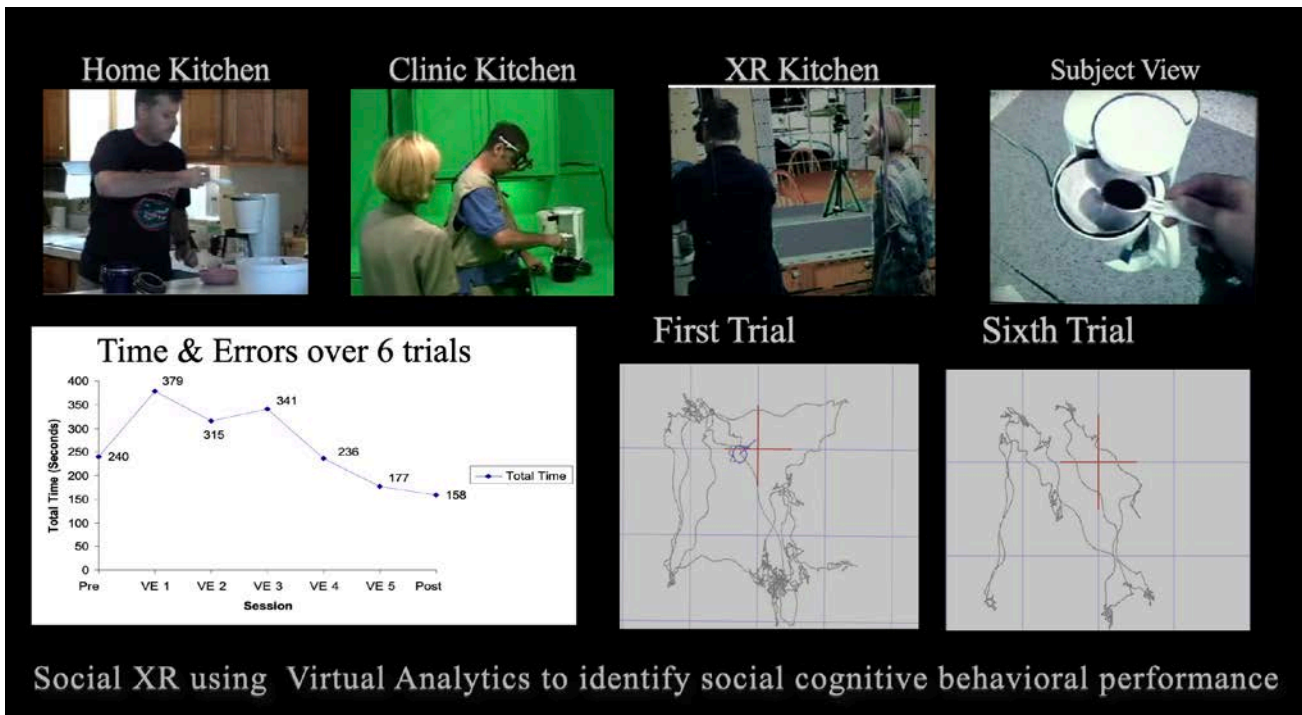 Home Kitchen
Clinic Kitchen
XR Kitchen
Subject View
Time & Errors over 6 trials
400
350
300
250
200
150
100
50
0
Total Time (Seconds)
240
379
315
341
236
177
158
Total Time
Pre
VE 1
VE 2
VE 3
VE 4
VE 5
Post
Session
First Trial
Sixth Trial
Social XR using Virtual Analytics to identify social cognitive behavioral performance